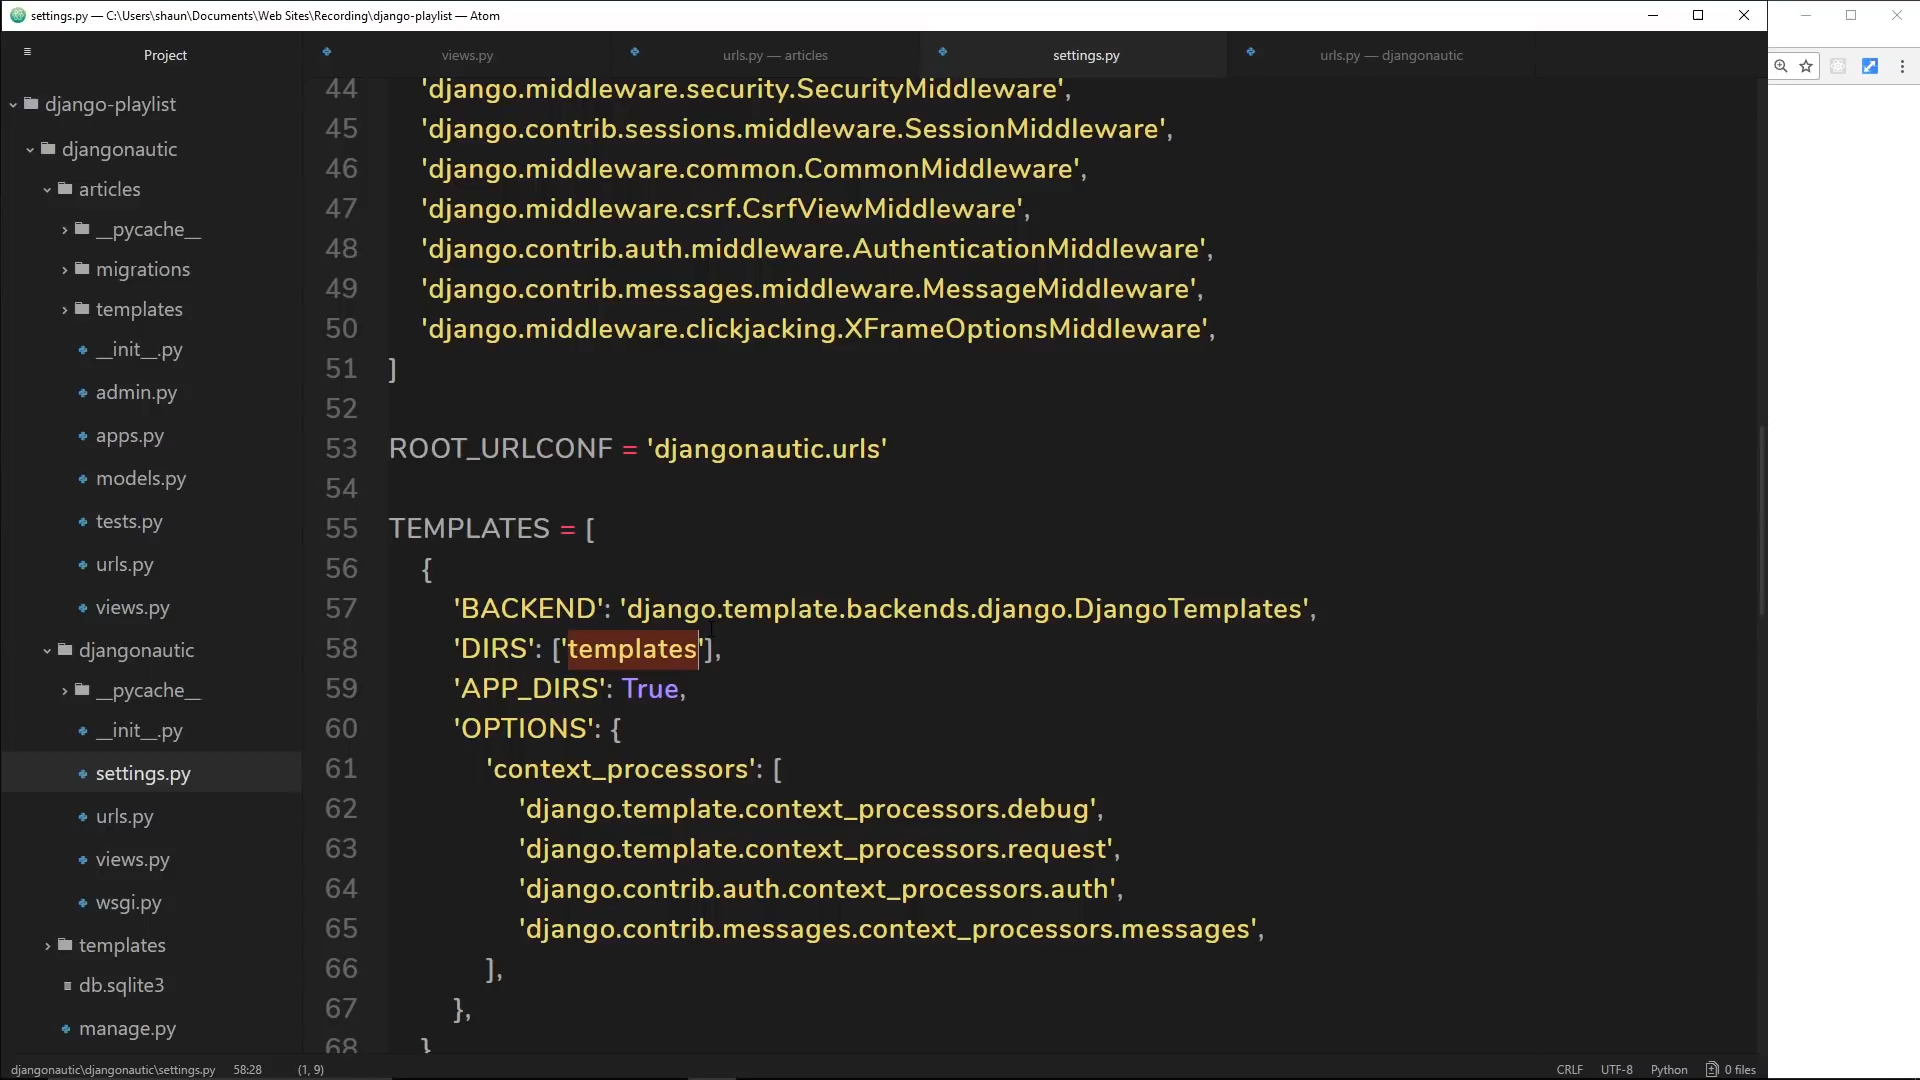 settings.py — C:\Users\shaun\Documents\Web Sites\Recording\django-playlist — Atom
Project
views.py
urls.py — articles
settings.py
urls.py — djangonautic
django-playlist
djangonautic
articles
__pycache__
migrations
templates
__init__.py
admin.py
apps.py
models.py
tests.py
urls.py
views.py
djangonautic
__pycache__
__init__.py
settings.py
urls.py
views.py
wsgi.py
templates
db.sqlite3
manage.py
44 'django.middleware.security.SecurityMiddleware',
45 'django.contrib.sessions.middleware.SessionMiddleware',
46 'django.middleware.common.CommonMiddleware',
47 'django.middleware.csrf.CsrfViewMiddleware',
48 'django.contrib.auth.middleware.AuthenticationMiddleware',
49 'django.contrib.messages.middleware.MessageMiddleware',
50 'django.middleware.clickjacking.XFrameOptionsMiddleware',
51 ]
52
53 ROOT_URLCONF = 'djangonautic.urls'
54
55 TEMPLATES = [
56 {
57 'BACKEND': 'django.template.backends.django.DjangoTemplates',
58 'DIRS': ['templates'],
59 'APP_DIRS': True,
60 'OPTIONS': {
61 'context_processors': [
62 'django.template.context_processors.debug',
63 'django.template.context_processors.request',
64 'django.contrib.auth.context_processors.auth',
65 'django.contrib.messages.context_processors.messages',
66 ],
67 },
68 }
djangonautic\djangonautic\settings.py 58:28 (1, 9)
CRLF UTF-8 Python 0 files